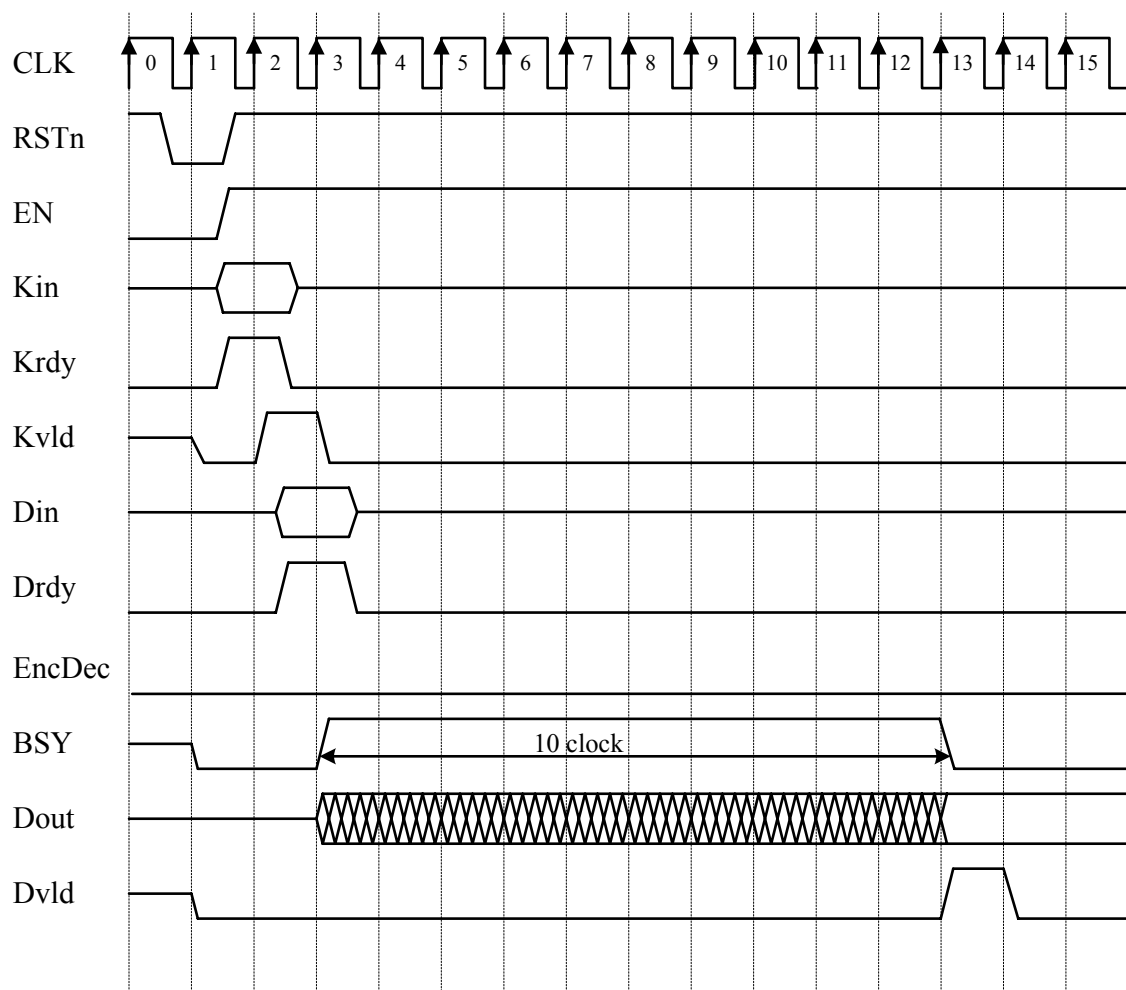 CLK 0 1 2 3 4 5 6 7 8 9 10 11 12 13 14 15
RSTn
EN
Kin
Krdy
Kvld
Din
Drdy
EncDec
BSY 10 clock
Dout
Dvld